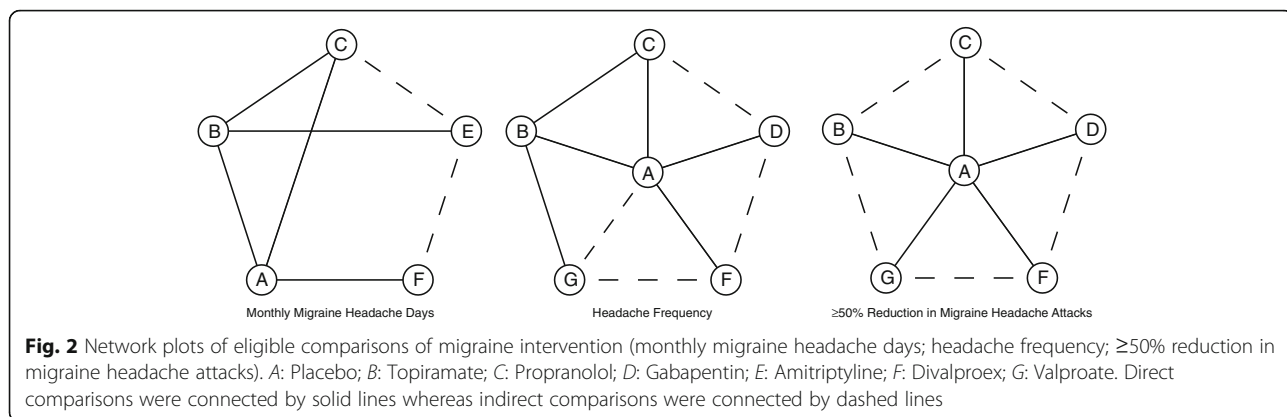 C
B
E
A
F
Monthly Migraine Headache Days
C
B
D
A
G
F
Headache Frequency
C
B
D
A
G
F
≥50% Reduction in Migraine Headache Attacks
Fig. 2 Network plots of eligible comparisons of migraine intervention (monthly migraine headache days; headache frequency; ≥50% reduction in
migraine headache attacks). A: Placebo; B: Topiramate; C: Propranolol; D: Gabapentin; E: Amitriptyline; F: Divalproex; G: Valproate. Direct
comparisons were connected by solid lines whereas indirect comparisons were connected by dashed lines